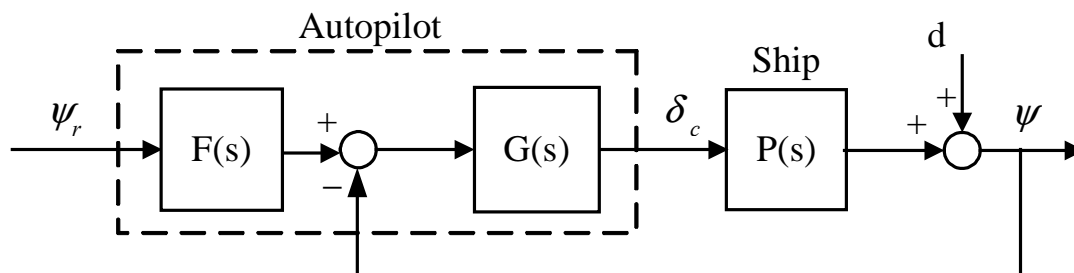 Autopilot
d
Ship
ψ_r
δ_c
ψ
+
+
+
F(s)
G(s)
P(s)
−